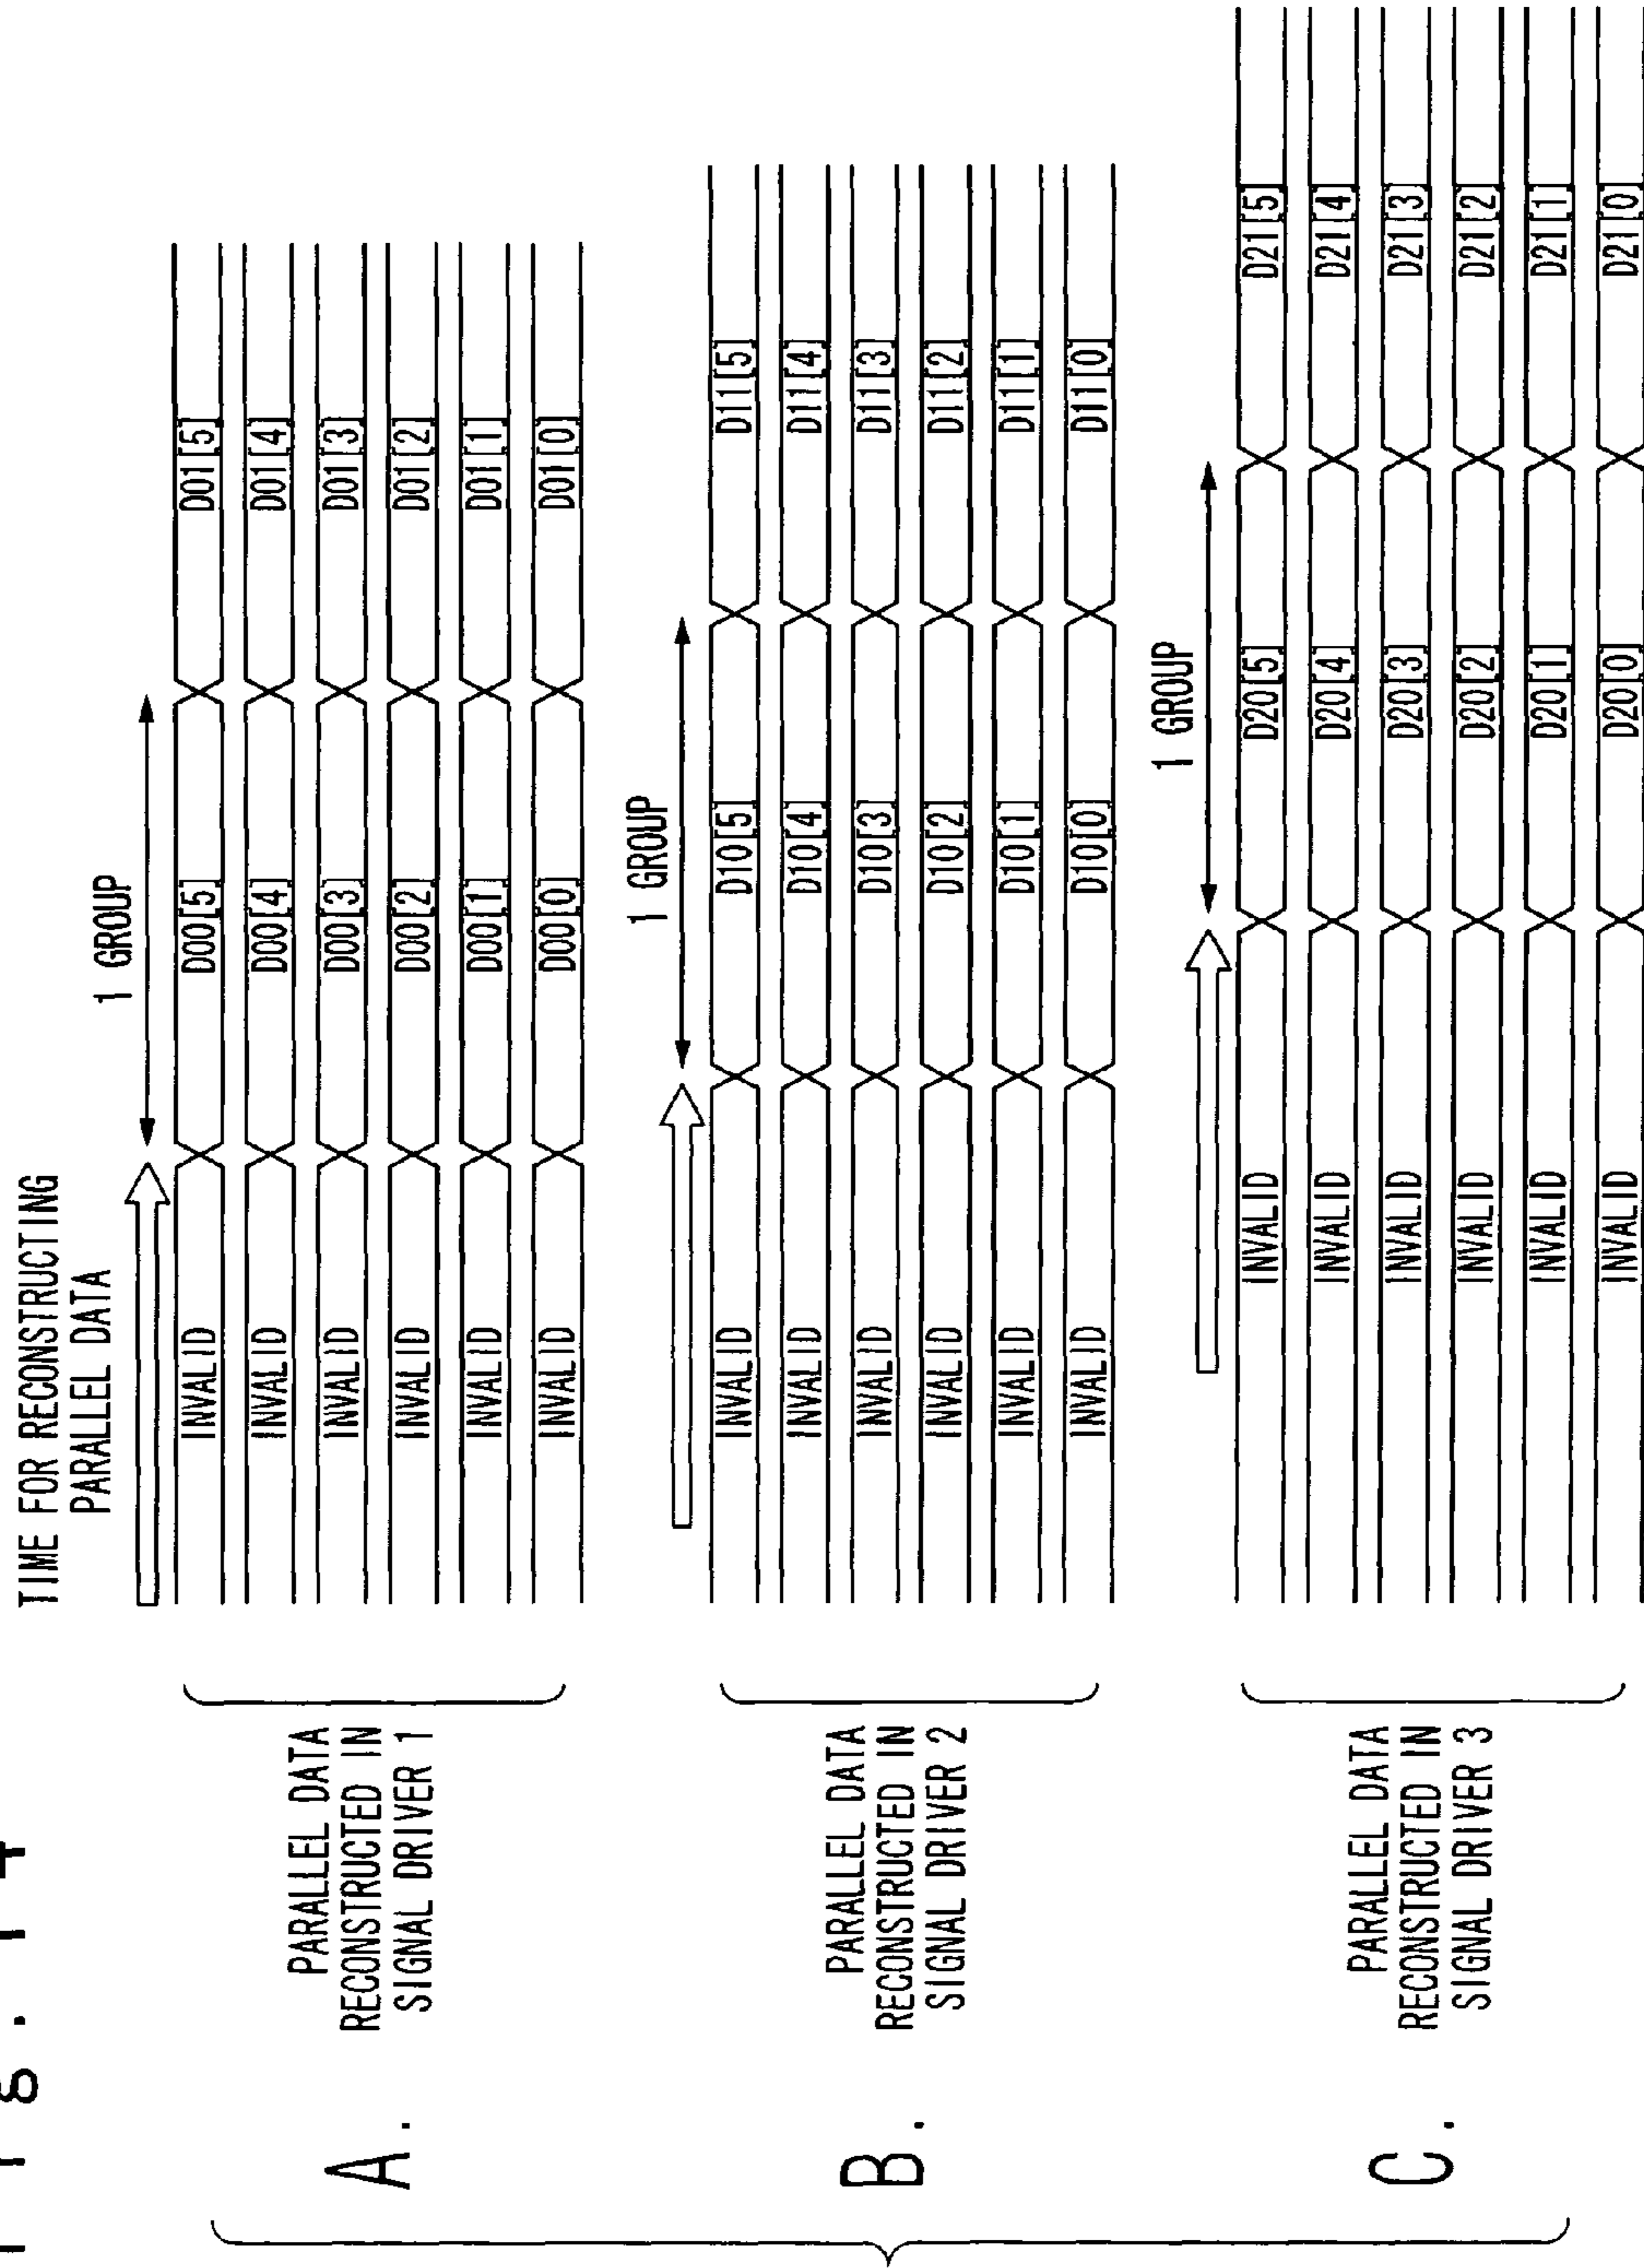 TIME FOR RECONSTRUCTING
PARALLEL DATA
1 GROUP
A.
PARALLEL DATA
RECONSTRUCTED IN
SIGNAL DRIVER 1
INVALID D00[5] D01[5]
INVALID D00[4] D01[4]
INVALID D00[3] D01[3]
INVALID D00[2] D01[2]
INVALID D00[1] D01[1]
INVALID D00[0] D01[0]
1 GROUP
B.
PARALLEL DATA
RECONSTRUCTED IN
SIGNAL DRIVER 2
INVALID D10[5] D11[5]
INVALID D10[4] D11[4]
INVALID D10[3] D11[3]
INVALID D10[2] D11[2]
INVALID D10[1] D11[1]
INVALID D10[0] D11[0]
1 GROUP
C.
PARALLEL DATA
RECONSTRUCTED IN
SIGNAL DRIVER 3
INVALID D20[5] D21[5]
INVALID D20[4] D21[4]
INVALID D20[3] D21[3]
INVALID D20[2] D21[2]
INVALID D20[1] D21[1]
INVALID D20[0] D21[0]